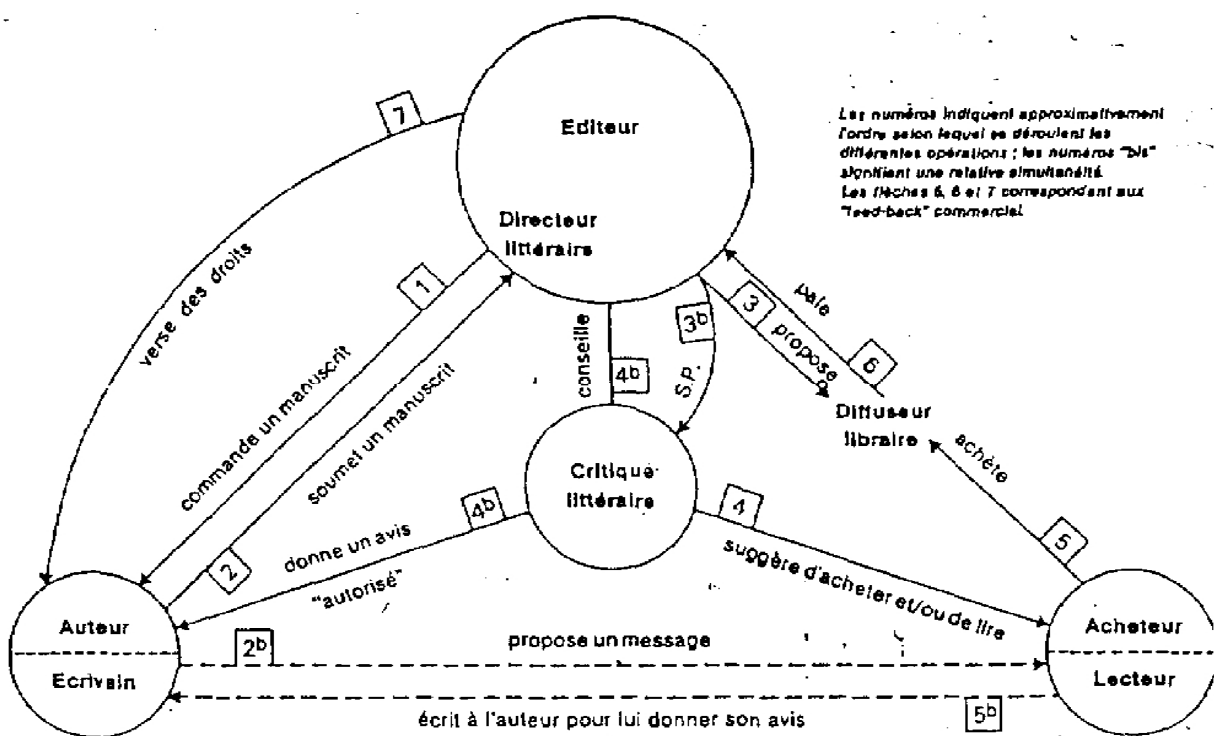 7
Editeur
Les numéros indiquent approximativement
l'ordre selon lequel se déroulent les
différentes opérations ; les numéros "bis"
signifient une relative simultanéité.
Les flèches 5, 6 et 7 correspondent aux
"feed-back" commercial.
Directeur
littéraire
verse des droits
1
commande un manuscrit
soumet un manuscrit
2
conseille
4b
3b
S.P.
3
propose
paie
6
Diffuseur
libraire
achète
5
Critique
littéraire
4b
donne un avis
"autorisé"
4
suggère d'acheter et/ou de lire
Auteur
Ecrivain
2b
propose un message
Acheteur
Lecteur
écrit à l'auteur pour lui donner son avis
5b